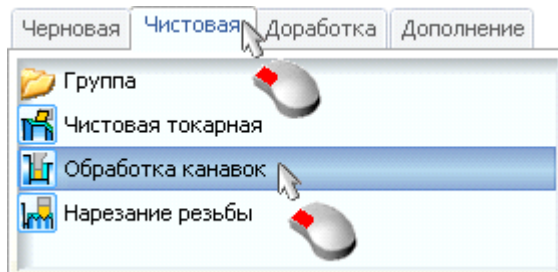 Черновая Чистовая Доработка Дополнение
Группа
Чистовая токарная
Обработка канавок
Нарезание резьбы